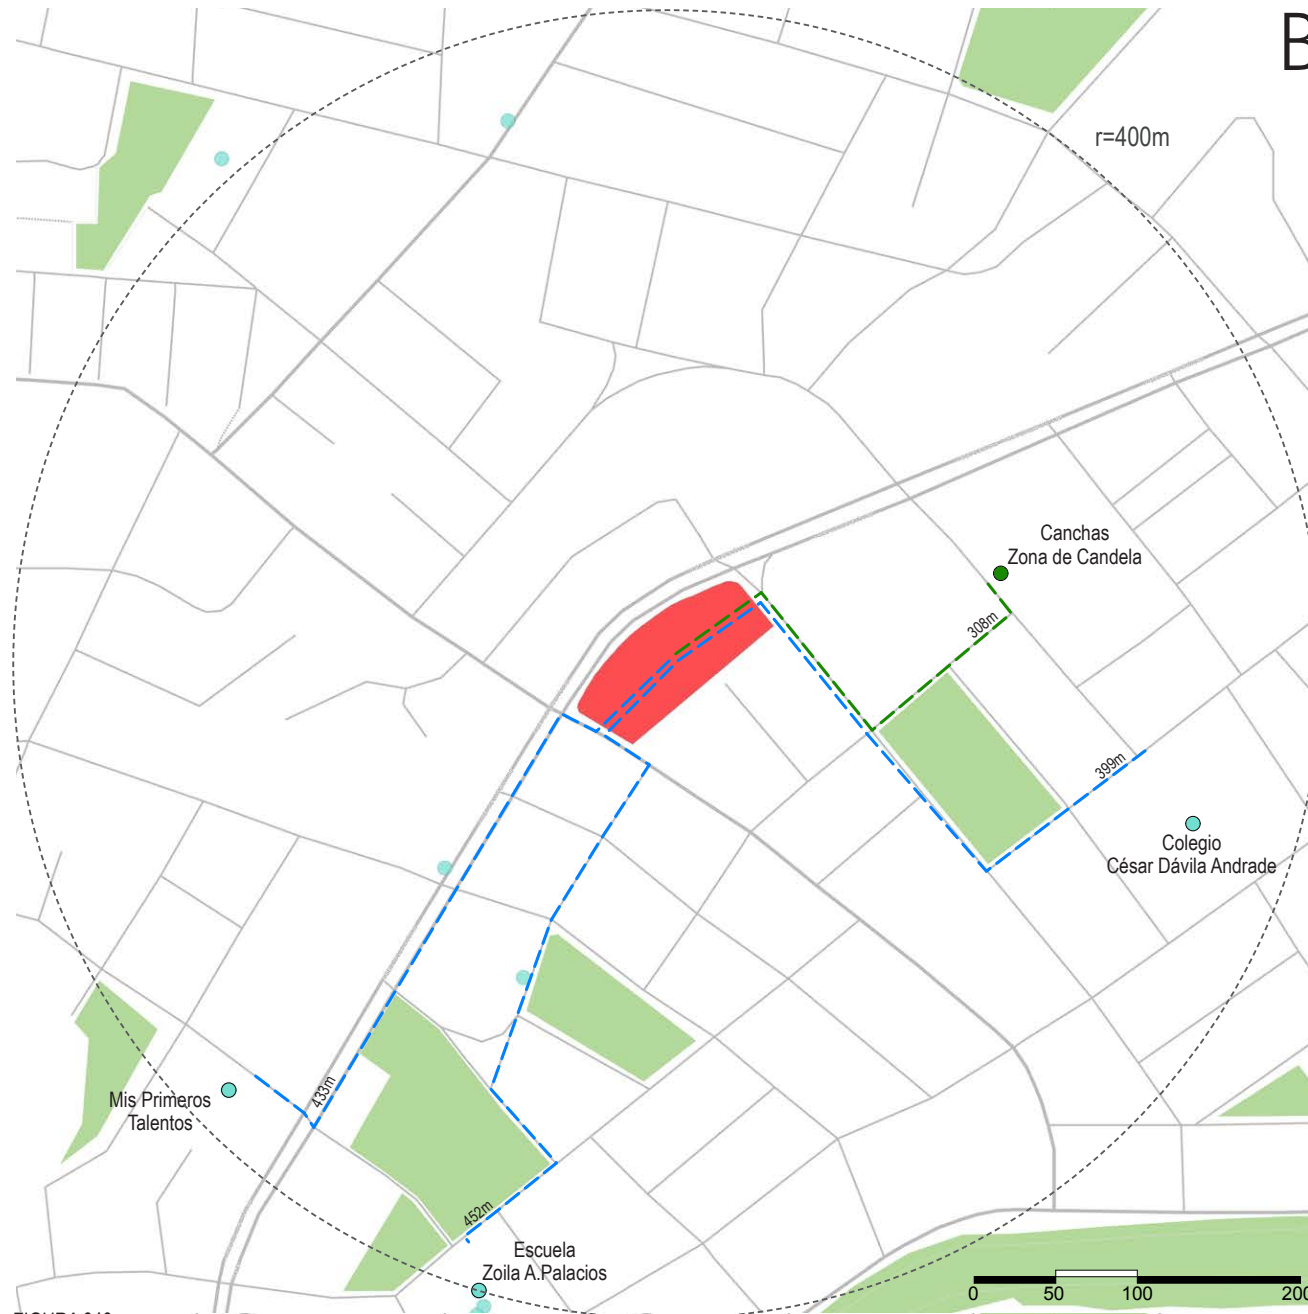 B
r=400m
Canchas
Zona de Candela
308m
399m
Colegio
César Dávila Andrade
433m
Mis Primeros
Talentos
452m
Escuela
Zoila A.Palacios
0 50 100 200